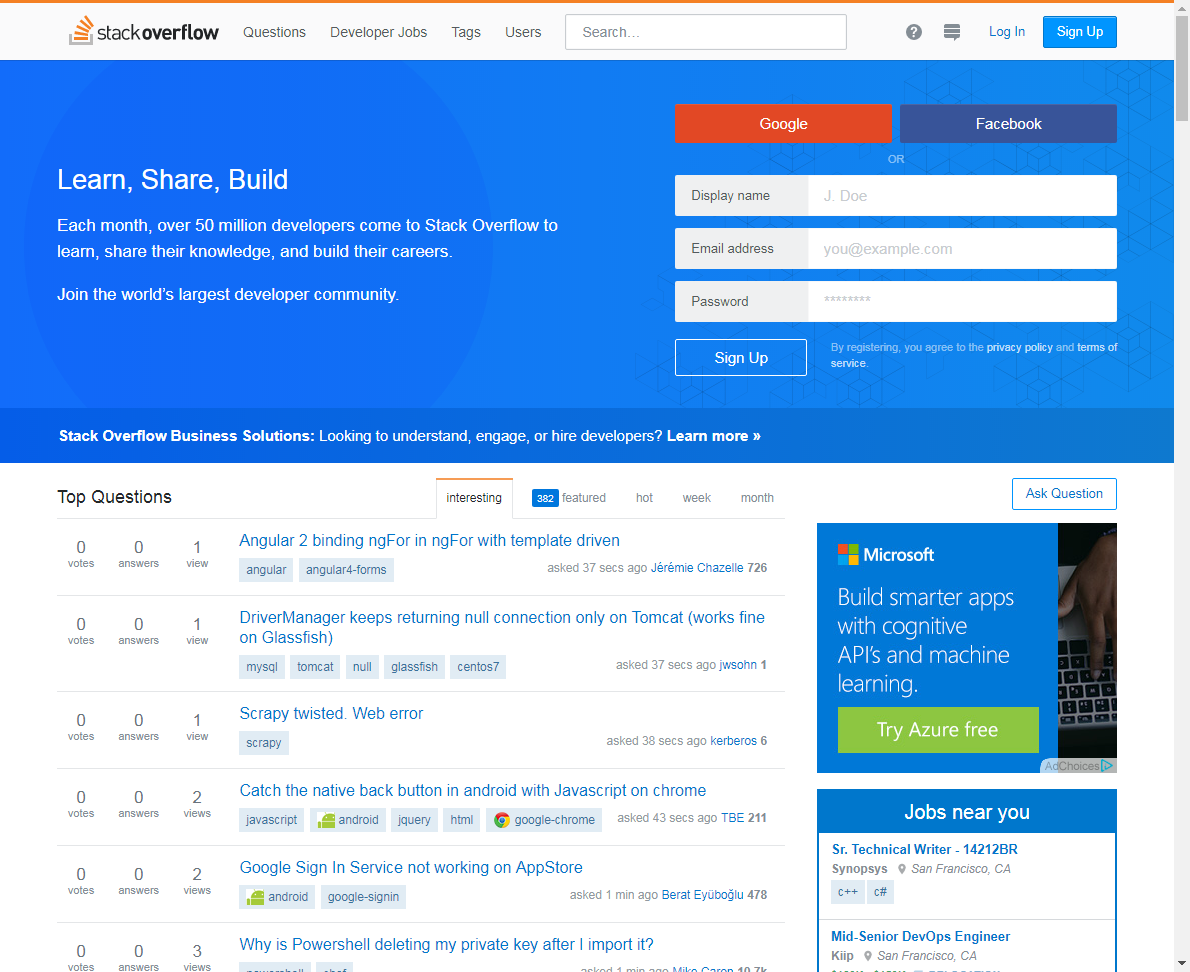 stackoverflow Questions Developer Jobs Tags Users Search... ? Log In Sign Up
Google Facebook
OR
Display name J. Doe
Learn, Share, Build
Each month, over 50 million developers come to Stack Overflow to
learn, share their knowledge, and build their careers.
Join the world's largest developer community.
Email address you@example.com
Password ********
Sign Up
By registering, you agree to the privacy policy and terms of
service.
Stack Overflow Business Solutions: Looking to understand, engage, or hire developers? Learn more »
Top Questions interesting 382 featured hot week month
0 votes 0 answers 1 view
Angular 2 binding ngFor in ngFor with template driven
angular angular4-forms
asked 37 secs ago Jérémie Chazelle 726
0 votes 0 answers 1 view
DriverManager keeps returning null connection only on Tomcat (works fine
on Glassfish)
mysql tomcat null glassfish centos7
asked 37 secs ago jwsohn 1
0 votes 0 answers 1 view
Scrapy twisted. Web error
scrapy
asked 38 secs ago kerberos 6
0 votes 0 answers 2 views
Catch the native back button in android with Javascript on chrome
javascript android jquery html google-chrome
asked 43 secs ago TBE 211
0 votes 0 answers 2 views
Google Sign In Service not working on AppStore
android google-signin
asked 1 min ago Berat Eyüboğlu 478
0 votes 0 answers 3 views
Why is Powershell deleting my private key after I import it?
powershell chef
asked 1 min ago Mike Caron 10.7k
Ask Question
Microsoft
Build smarter apps
with cognitive
API's and machine
learning.
Try Azure free
AdChoices
Jobs near you
Sr. Technical Writer - 14212BR
Synopsys San Francisco, CA
c++ c#
Mid-Senior DevOps Engineer
Kiip San Francisco, CA